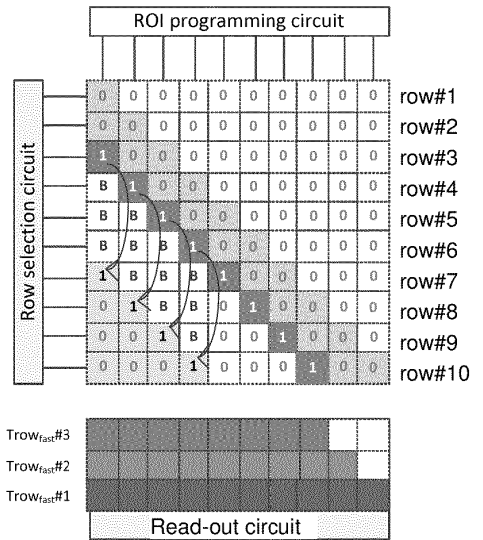 ROI programming circuit
Row selection circuit
0 0 0 0 0 0 0 0 0 0 row#1
0 0 0 0 0 0 0 0 0 0 row#2
1 0 0 0 0 0 0 0 0 0 row#3
B 1 0 0 0 0 0 0 0 0 row#4
B B 1 0 0 0 0 0 0 0 row#5
B B B 1 0 0 0 0 0 0 row#6
1 B B B 1 0 0 0 0 0 row#7
0 1 B B 0 1 0 0 0 0 row#8
0 0 1 B 0 0 1 0 0 0 row#9
0 0 0 1 0 0 0 1 0 0 row#10
Trowfast#3
Trowfast#2
Trowfast#1
Read-out circuit